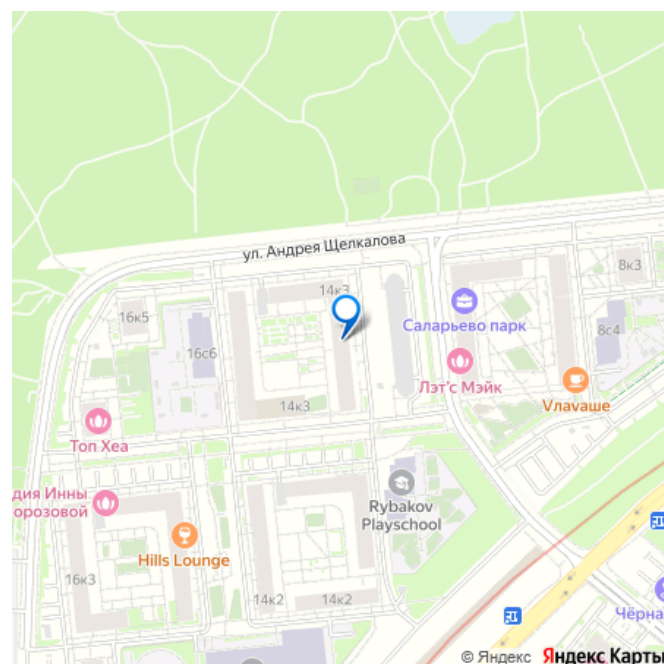 ул. Андрея Щелкалова
8к3
14к3
16к5
Саларьево парк
8с4
16с6
Лэт'с Мэйк
Vлаvаше
14к3
Топ Хеа
Rybakov
Playschool
дия Инны
орозовой
Hills Lounge
16к3
14к2
14к2
Чёрна
© Яндекс Яндекс Карты